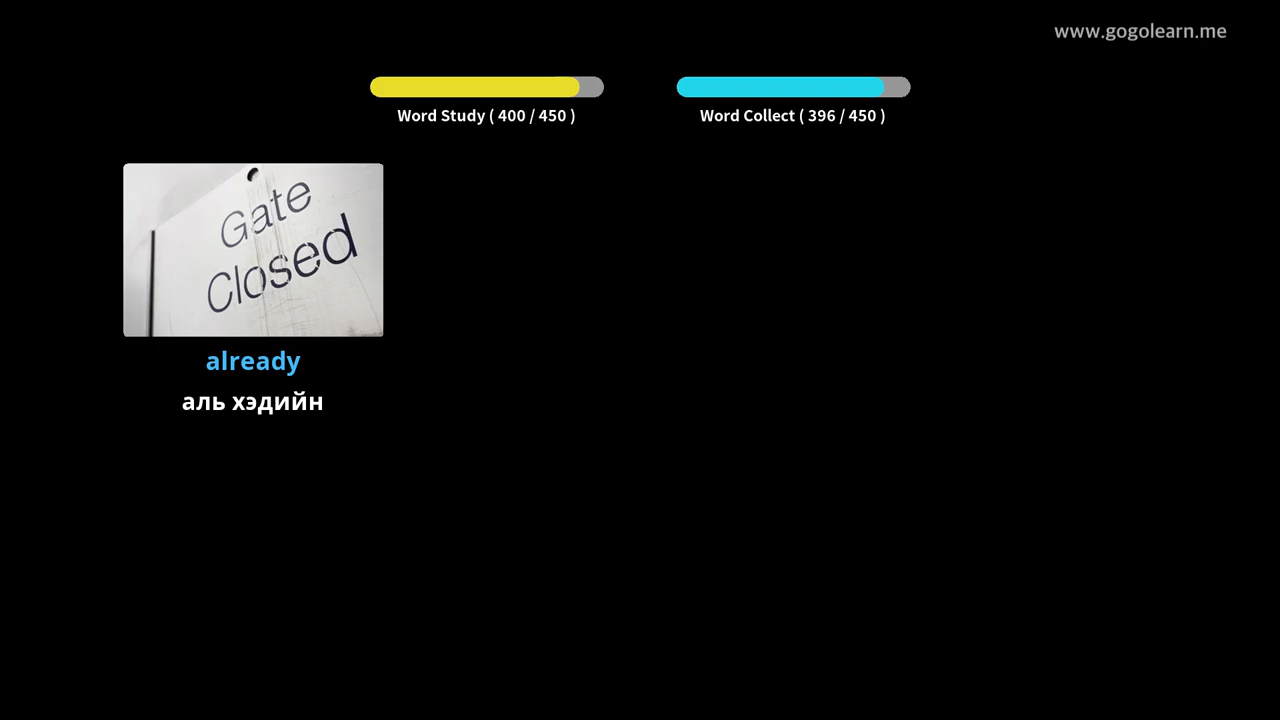 www.gogolearn.me
Word Study ( 400 / 450 )
Word Collect ( 396 / 450 )
Gate
Closed
already
аль хэдийн